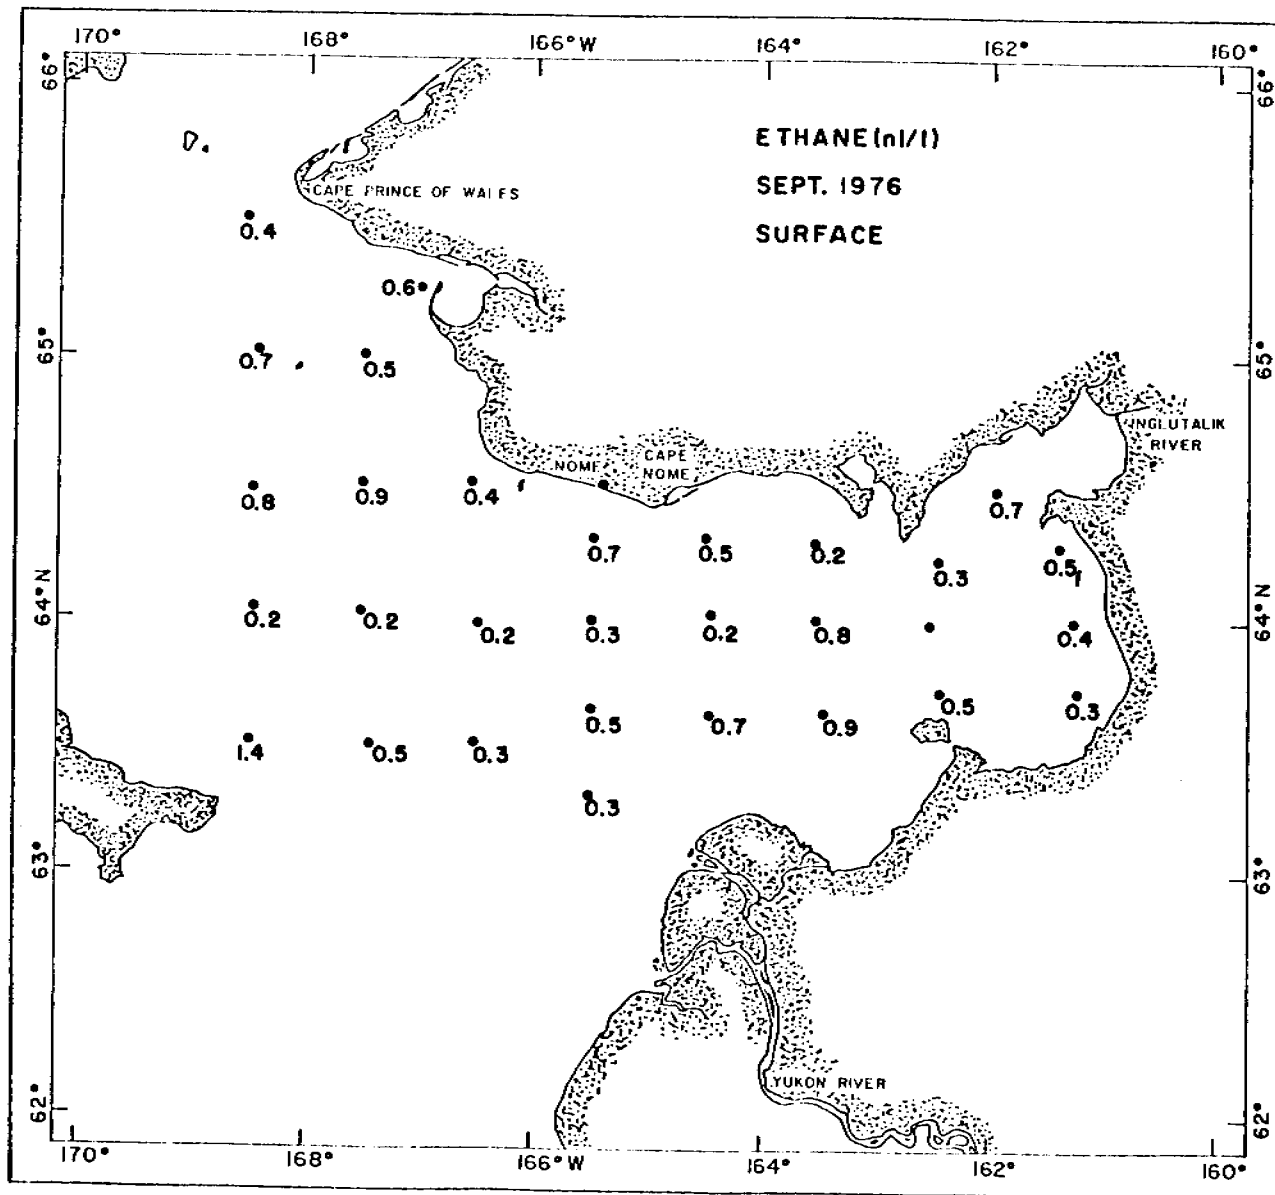 170° 168° 166°W 164° 162° 160°
66° 66°
ETHANE(nl/l)
SEPT. 1976
SURFACE
CAPE PRINCE OF WALES
0.4
0.6
65° 65°
0.7 0.5
INGLUTALIK
RIVER
NOME CAPE
NOME
0.8 0.9 0.4 0.7
0.7 0.5 0.2 0.3 0.5
64°N 64°N
0.2 0.2 0.2 0.3 0.2 0.8 0.4
0.5 0.7 0.9 0.5 0.3
1.4 0.5 0.3
0.3
63° 63°
YUKON RIVER
62° 62°
170° 168° 166°W 164° 162° 160°